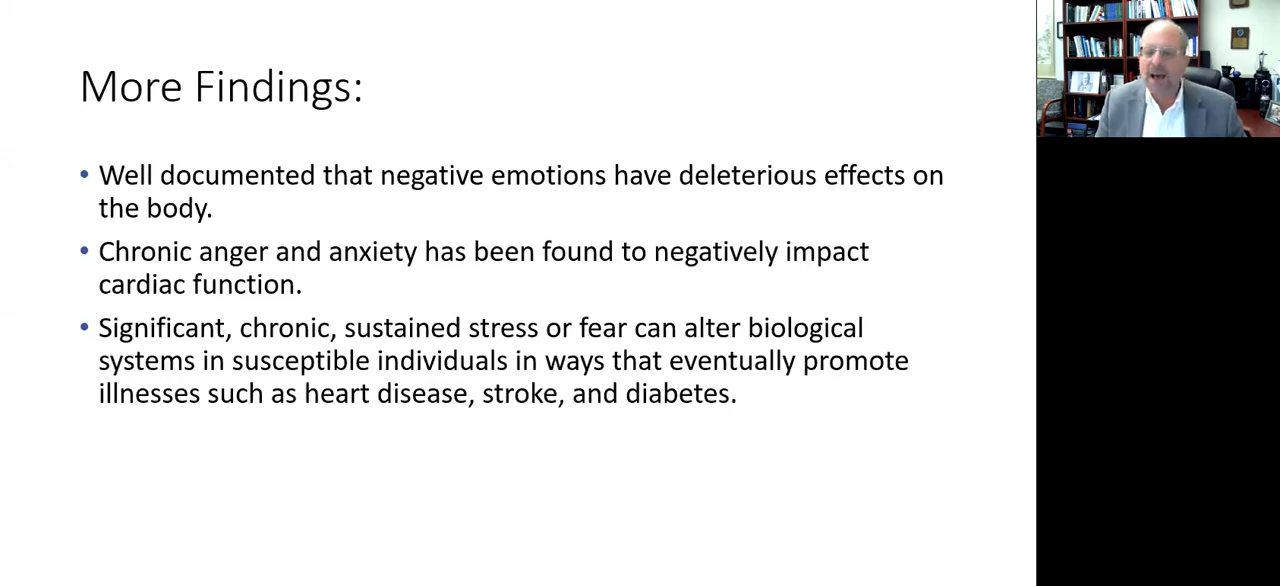 More Findings:
• Well documented that negative emotions have deleterious effects on
the body.
• Chronic anger and anxiety has been found to negatively impact
cardiac function.
• Significant, chronic, sustained stress or fear can alter biological
systems in susceptible individuals in ways that eventually promote
illnesses such as heart disease, stroke, and diabetes.